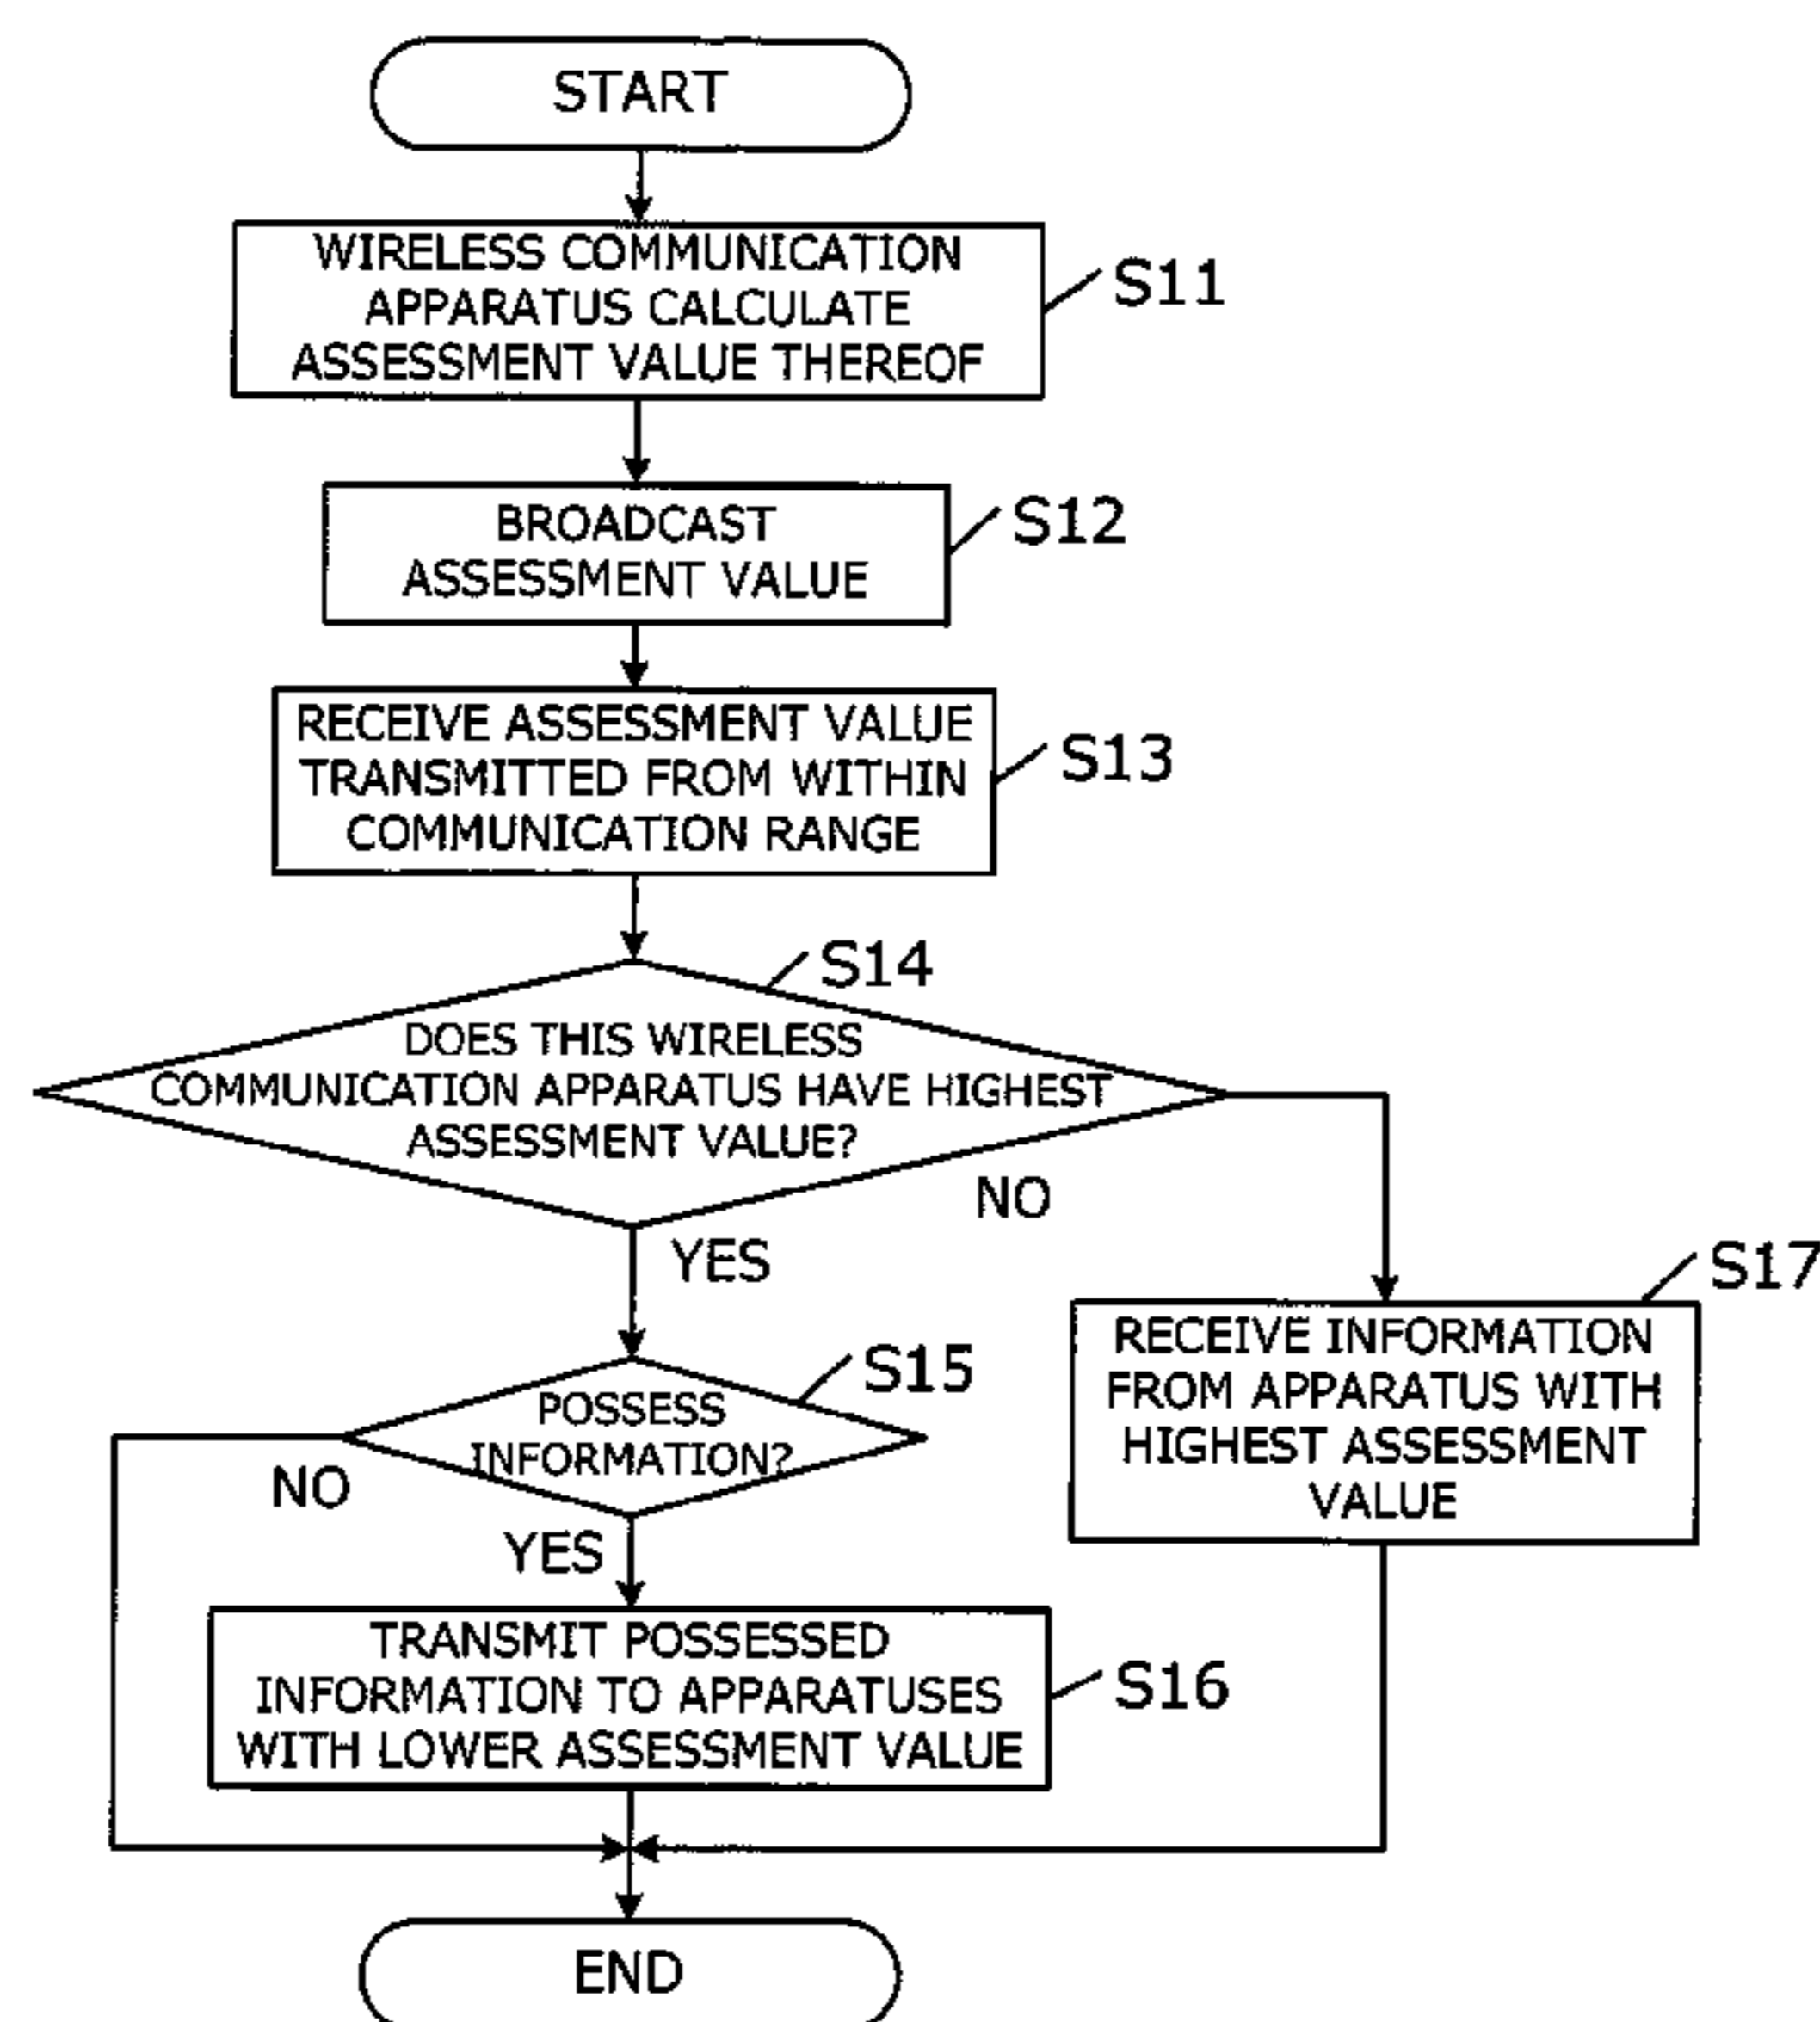 START
WIRELESS COMMUNICATION
APPARATUS CALCULATE
ASSESSMENT VALUE THEREOF
S11
BROADCAST
ASSESSMENT VALUE
S12
RECEIVE ASSESSMENT VALUE
TRANSMITTED FROM WITHIN
COMMUNICATION RANGE
S13
S14
DOES THIS WIRELESS
COMMUNICATION APPARATUS HAVE HIGHEST
ASSESSMENT VALUE?
NO
YES
S17
RECEIVE INFORMATION
FROM APPARATUS WITH
HIGHEST ASSESSMENT
VALUE
S15
POSSESS
INFORMATION?
NO
YES
TRANSMIT POSSESSED
INFORMATION TO APPARATUSES
WITH LOWER ASSESSMENT VALUE
S16
END